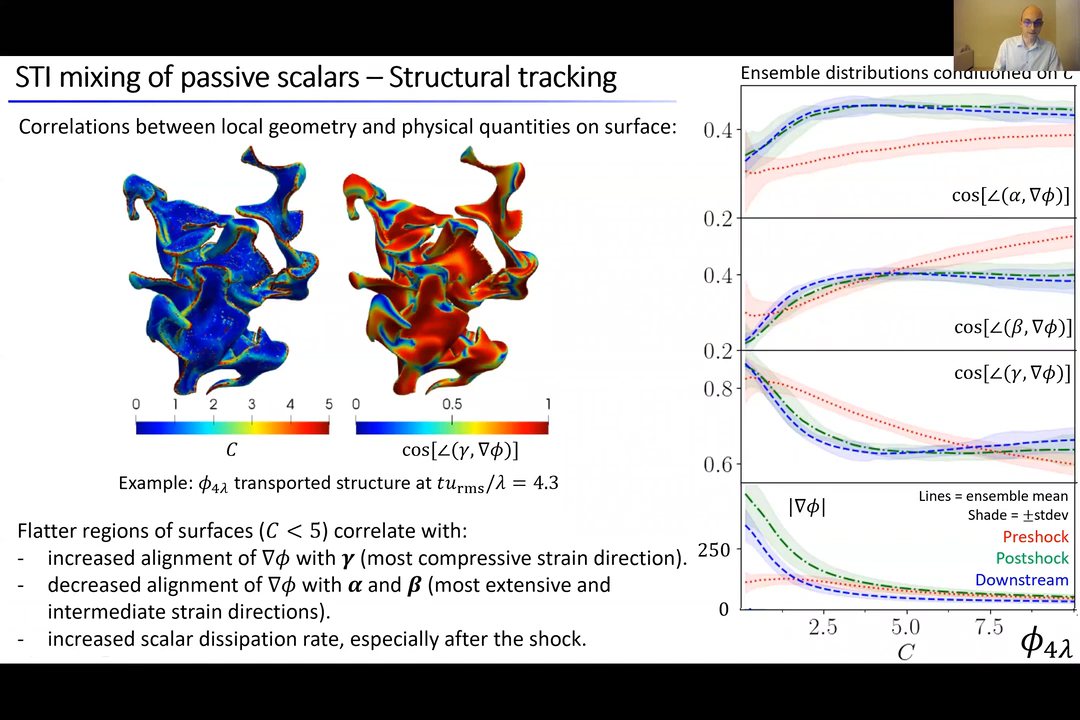 STI mixing of passive scalars – Structural tracking
Correlations between local geometry and physical quantities on surface:
0 1 2 3 4 5
C
0 0.5 1
cos[∠(γ, ∇ϕ)]
Example: ϕ4λ transported structure at tu_rms/λ = 4.3
Flatter regions of surfaces (C < 5) correlate with:
- increased alignment of ∇ϕ with γ (most compressive strain direction).
- decreased alignment of ∇ϕ with α and β (most extensive and
intermediate strain directions).
- increased scalar dissipation rate, especially after the shock.
Ensemble distributions conditioned on C
0.4
cos[∠(α, ∇ϕ)]
0.2
0.4
cos[∠(β, ∇ϕ)]
0.2
cos[∠(γ, ∇ϕ)]
0.8
0.6
|∇ϕ|
Lines = ensemble mean
Shade = ±stdev
Preshock
250
Postshock
Downstream
0
2.5 5.0 7.5
C
ϕ4λ